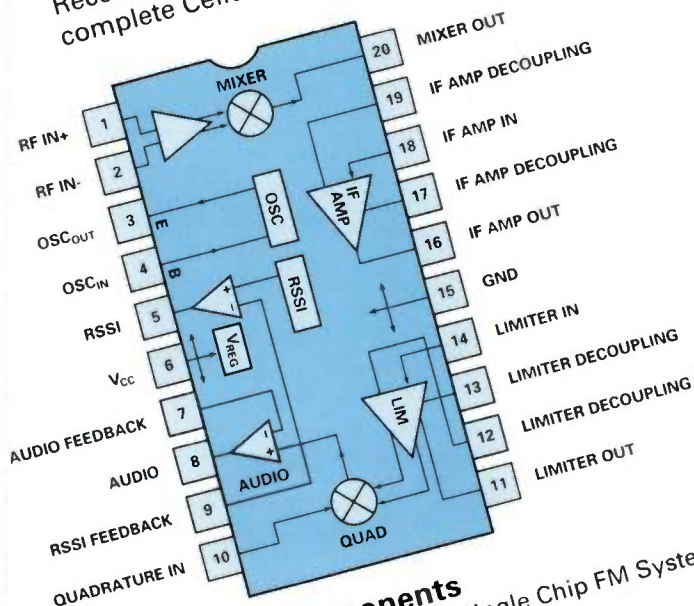 complete
MIXER
1
RF IN+
2
RF IN-
3
OSCOUT
E
4
OSCIN
B
5
RSSI
6
VCC
7
AUDIO FEEDBACK
8
AUDIO
9
RSSI FEEDBACK
10
QUADRATURE IN
OSC
RSSI
+
-
VREG
-
+
AUDIO
QUAD
IF
AMP
LIM
20
MIXER OUT
19
IF AMP DECOUPLING
18
IF AMP IN
17
IF AMP DECOUPLING
16
IF AMP OUT
15
GND
14
LIMITER IN
13
LIMITER DECOUPLING
12
LIMITER DECOUPLING
11
LIMITER OUT
Chip FM